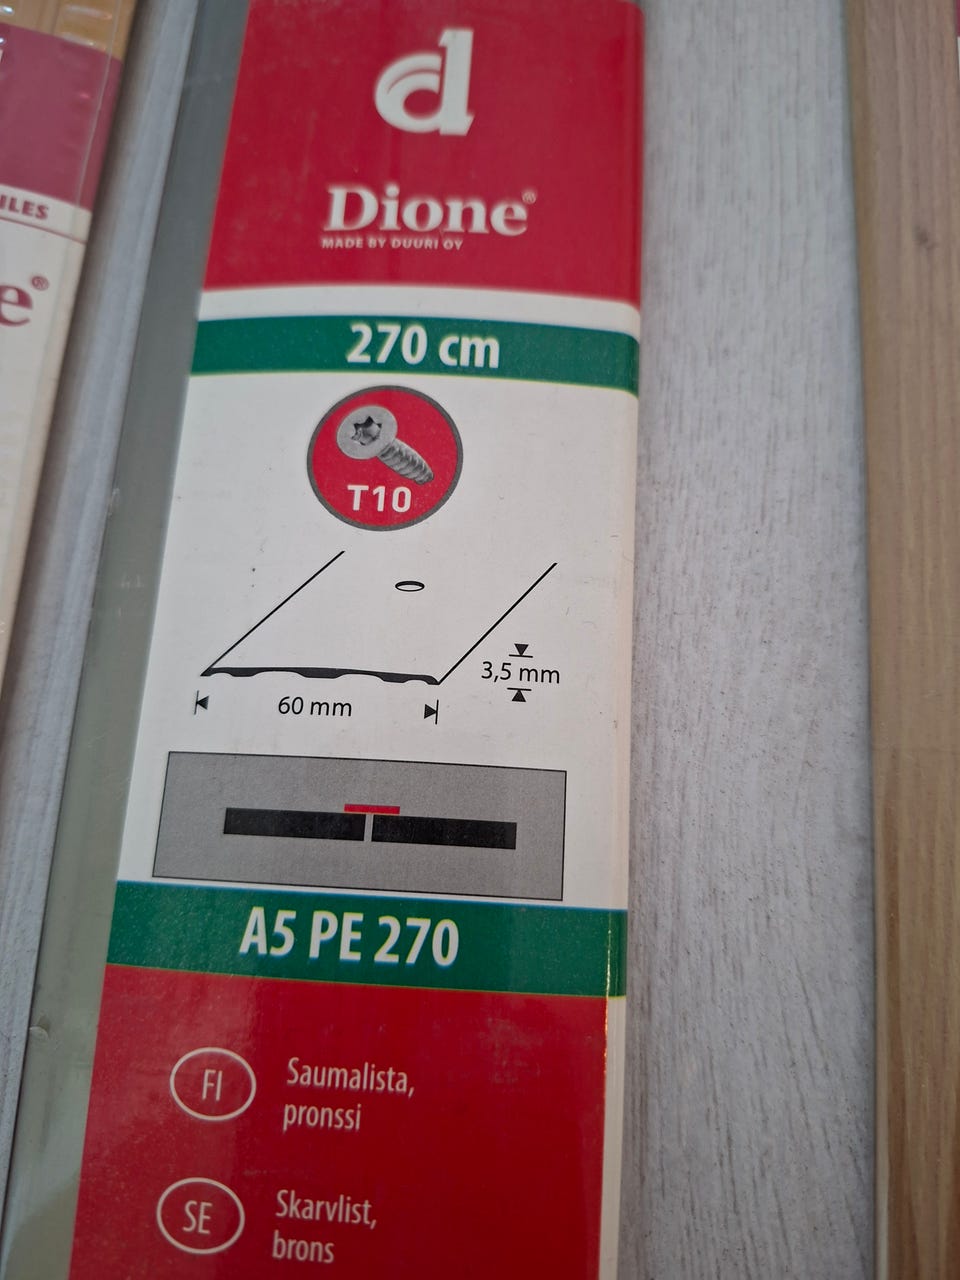 d
Dione®
MADE BY DUURI OY
270 cm
T10
3,5 mm
60 mm
A5 PE 270
FI
Saumalista,
pronssi
SE
Skarvlist,
brons
ILES
e®